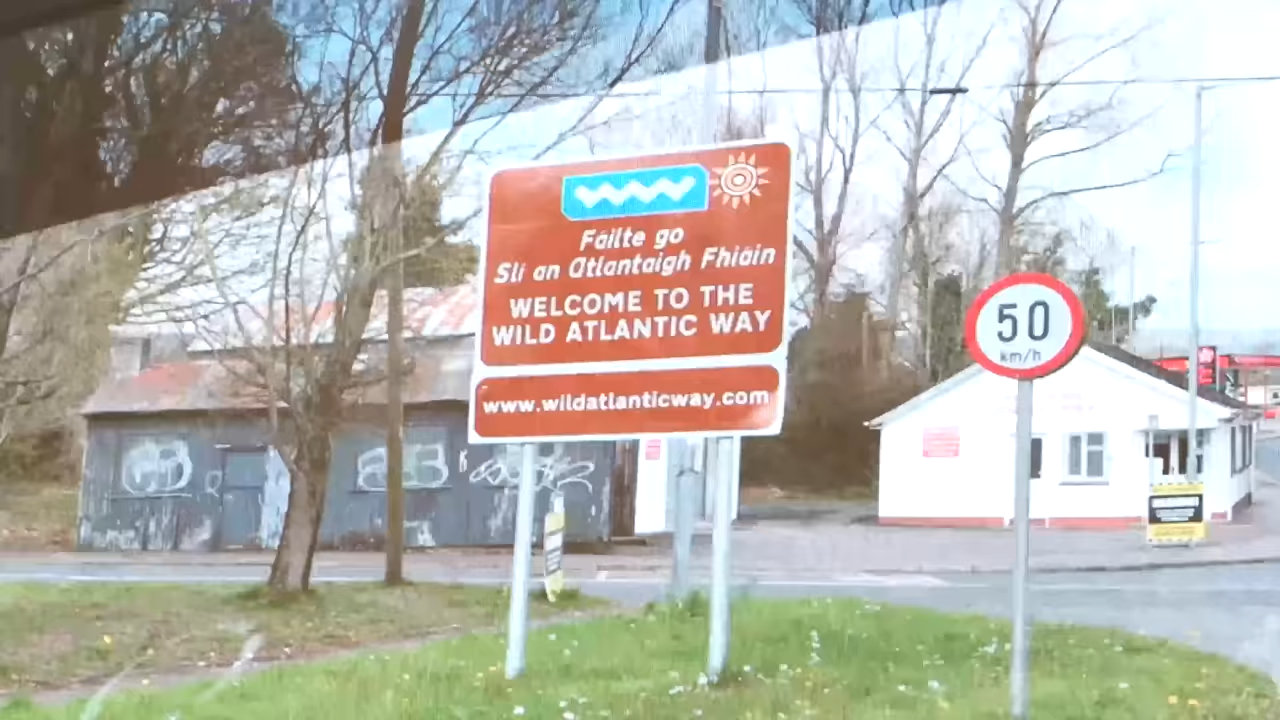 Fáilte go
Slí an Atlantaigh Fhiáin
WELCOME TO THE
WILD ATLANTIC WAY
www.wildatlanticway.com
50
km/h